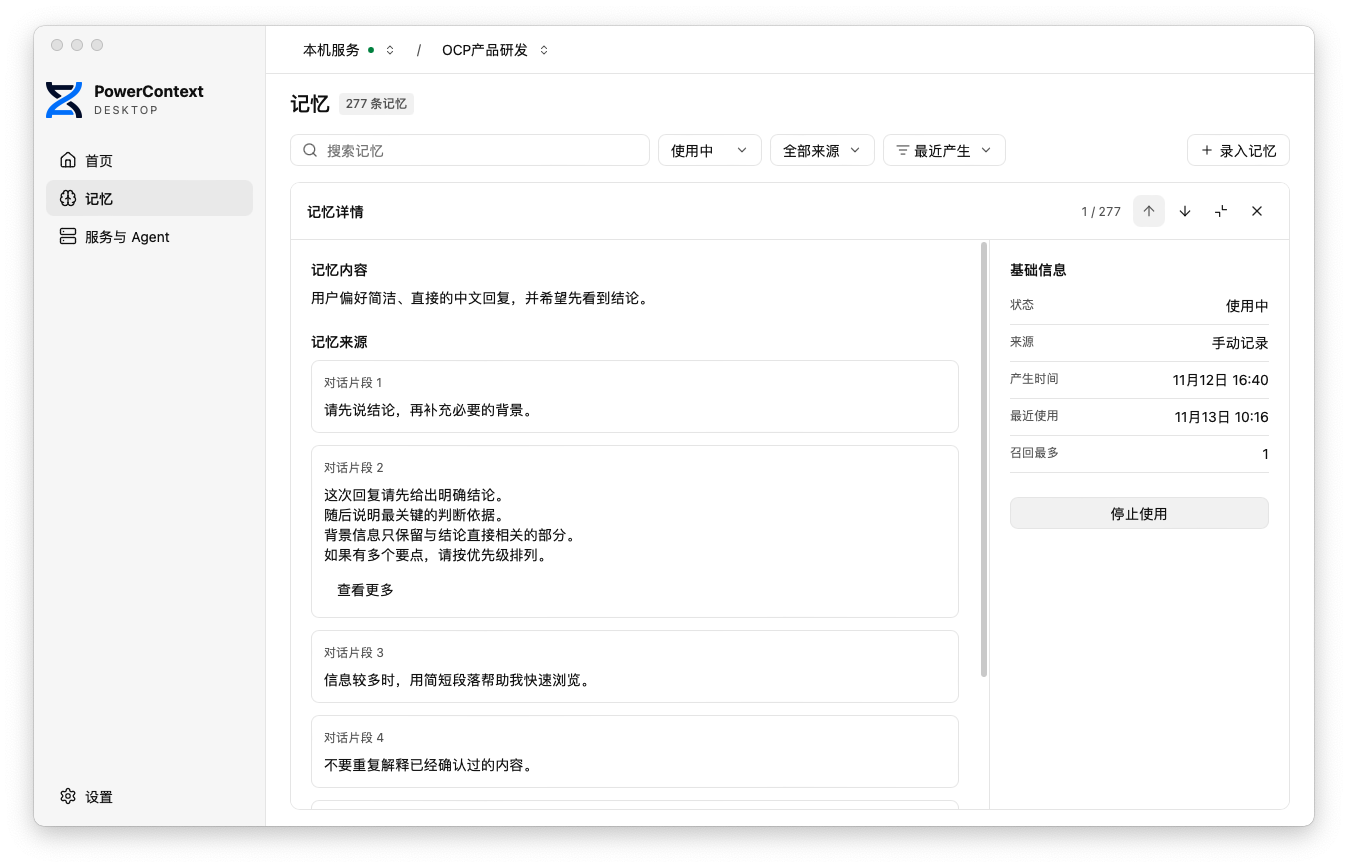 本机服务 / OCP产品研发
PowerContext
DESKTOP
首页
记忆
服务与 Agent
设置
记忆 277 条记忆
搜索记忆
使用中
全部来源
最近产生
录入记忆
记忆详情
1 / 277
记忆内容
用户偏好简洁、直接的中文回复，并希望先看到结论。
记忆来源
对话片段 1
请先说结论，再补充必要的背景。
对话片段 2
这次回复请先给出明确结论。
随后说明最关键的判断依据。
背景信息只保留与结论直接相关的部分。
如果有多个要点，请按优先级排列。
查看更多
对话片段 3
信息较多时，用简短段落帮助我快速浏览。
对话片段 4
不要重复解释已经确认过的内容。
基础信息
状态 使用中
来源 手动记录
产生时间 11月12日 16:40
最近使用 11月13日 10:16
召回最多 1
停止使用